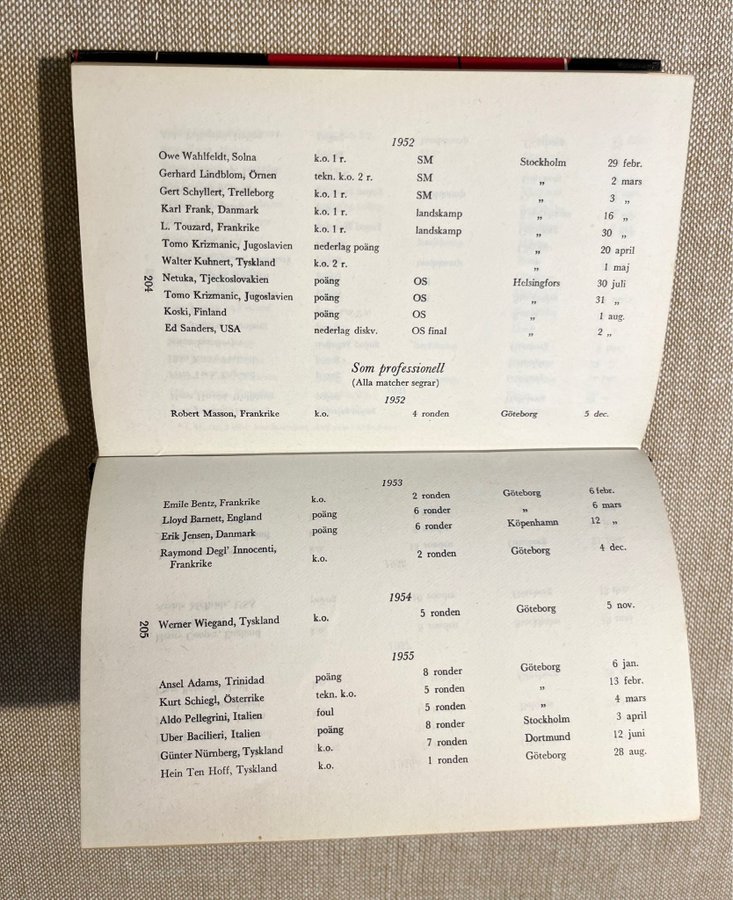 1952
Owe Wahlfeldt, Solna k.o. 1 r. SM Stockholm 29 febr.
Gerhard Lindblom, Örnen tekn. k.o. 2 r. SM „ 2 mars
Gert Schyllert, Trelleborg k.o. 1 r. SM „ 3 „
Karl Frank, Danmark k.o. 1 r. landskamp „ 16 „
L. Touzard, Frankrike k.o. 1 r. landskamp „ 30 „
Tomo Krizmanic, Jugoslavien nederlag poäng „ 20 april
Walter Kuhnert, Tyskland k.o. 2 r. „ 1 maj
Netuka, Tjeckoslovakien poäng OS Helsingfors 30 juli
Tomo Krizmanic, Jugoslavien poäng OS „ 31 „
Koski, Finland poäng OS „ 1 aug.
Ed Sanders, USA nederlag diskv. OS final „ 2 „
Som professionell
(Alla matcher segrar)
1952
Robert Masson, Frankrike k.o. 4 ronden Göteborg 5 dec.
204
1953
Emile Bentz, Frankrike k.o. 2 ronden Göteborg 6 febr.
Lloyd Barnett, England poäng 6 ronder „ 6 mars
Erik Jensen, Danmark poäng 6 ronder Köpenhamn 12 „
Raymond Degl' Innocenti,
Frankrike k.o. 2 ronden Göteborg 4 dec.
1954
Werner Wiegand, Tyskland k.o. 5 ronden Göteborg 5 nov.
1955
Ansel Adams, Trinidad poäng 8 ronder Göteborg 6 jan.
Kurt Schiegl, Österrike tekn. k.o. 5 ronden „ 13 febr.
Aldo Pellegrini, Italien foul 5 ronden „ 4 mars
Uber Bacilieri, Italien poäng 8 ronder Stockholm 3 april
Günter Nürnberg, Tyskland k.o. 7 ronden Dortmund 12 juni
Hein Ten Hoff, Tyskland k.o. 1 ronden Göteborg 28 aug.
205